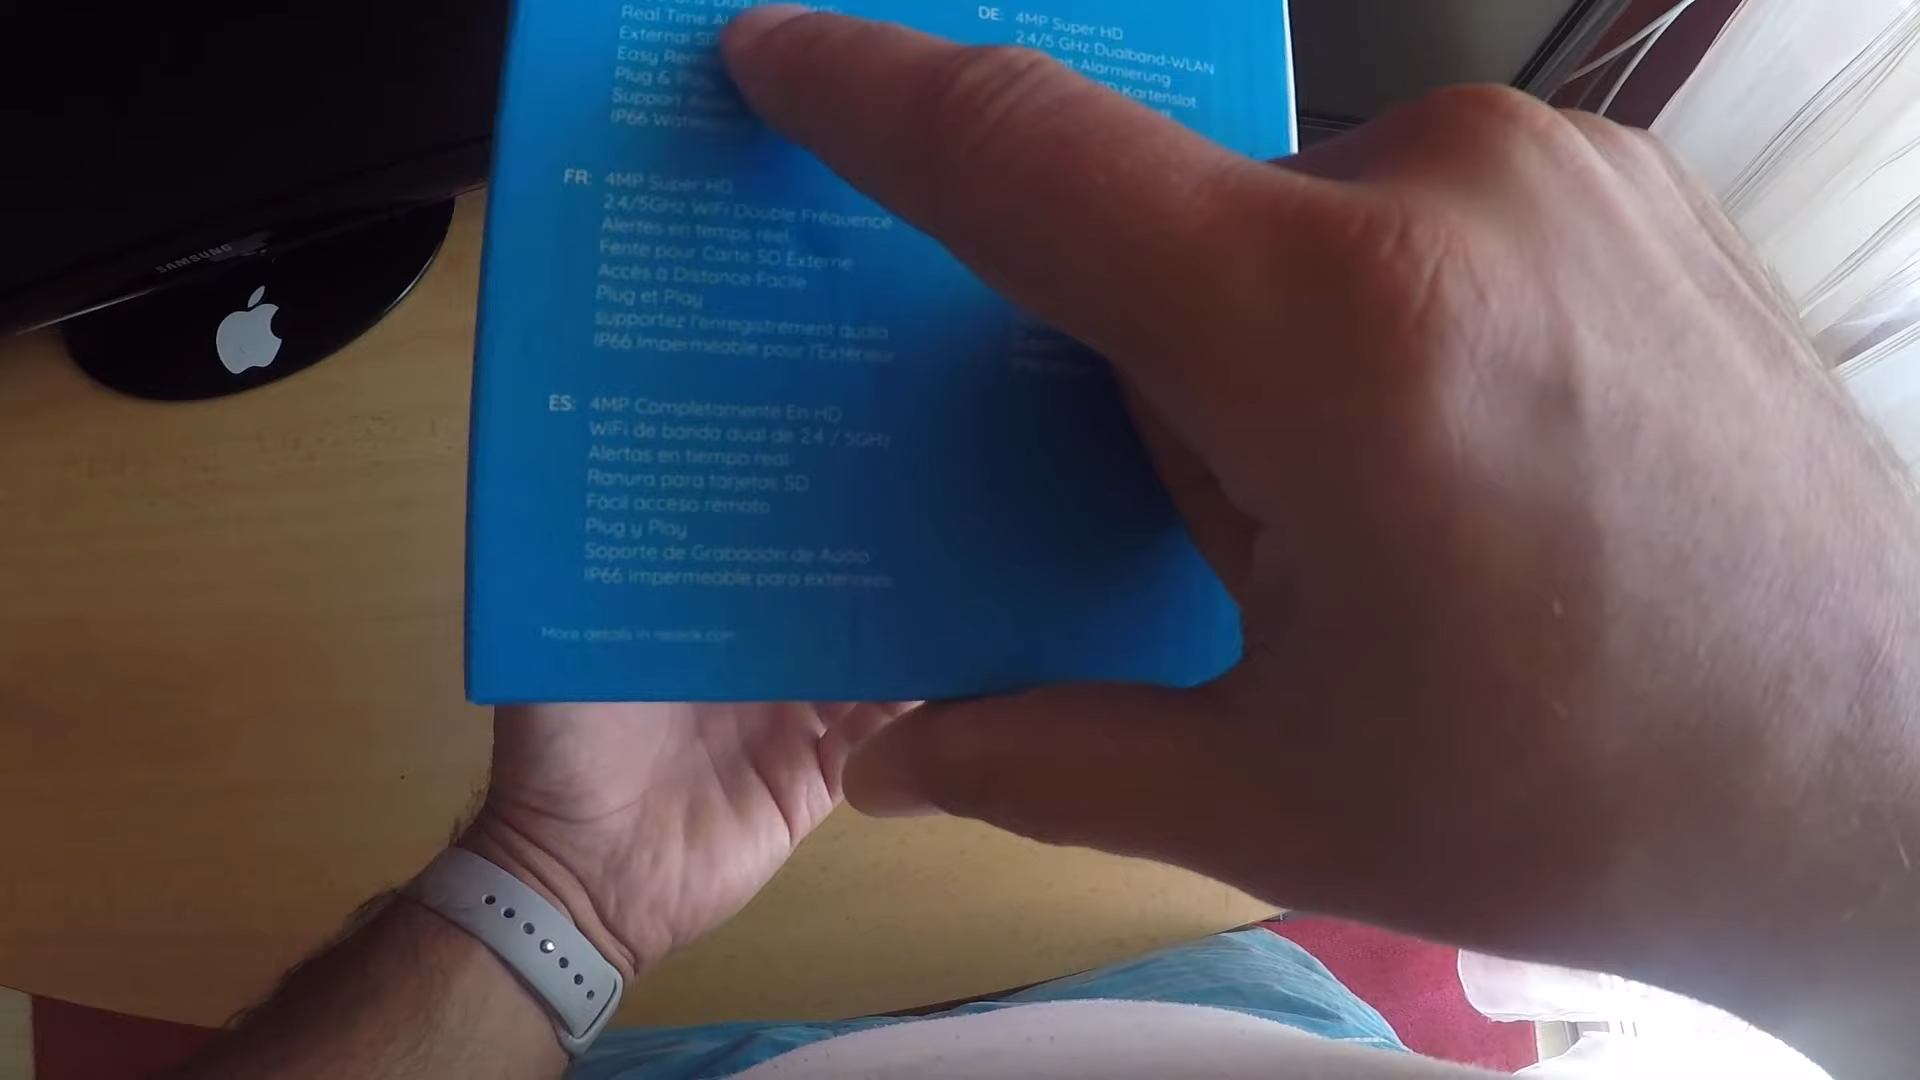 Real Time
External
Easy
Plug &
Support
IP66
DE: 4MP Super HD
2.4/5 GHz Dualband-WLAN
-Alarmierung
Kartenslot
FR: 4MP Super HD
2.4/5GHz WiFi Double Fréquence
Alertes en temps réel
Fente pour Carte SD Externe
Accès à Distance Facile
Plug et Play
supportez l'enregistrement audio
IP66 Imperméable pour l'Extérieur
ES: 4MP Completamente En HD
WiFi de banda dual de 2.4 / 5GHz
Alertas en tiempo real
Ranura para tarjetas SD
Fácil acceso remoto
Plug y Play
Soporte de Grabación de Audio
IP66 Impermeable para exteriores
More details in reolink.com
SAMSUNG